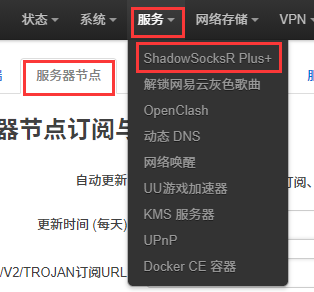 状态 系统 服务 网络存储 VPN
服务器节点
ShadowSocksR Plus+
解锁网易云灰色歌曲
OpenClash
动态 DNS
网络唤醒
UU游戏加速器
KMS 服务器
UPnP
Docker CE 容器
器节点订阅与
自动更新
订阅、
更新时间 (每天)
/V2/TROJAN订阅URL